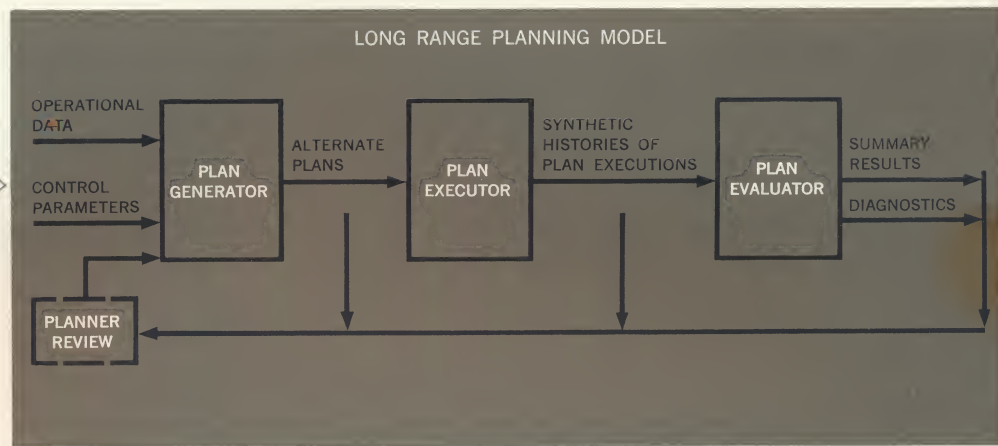 LONG RANGE PLANNING MODEL
OPERATIONAL
DATA
CONTROL
PARAMETERS
PLAN
GENERATOR
ALTERNATE
PLANS
PLAN
EXECUTOR
SYNTHETIC
HISTORIES OF
PLAN EXECUTIONS
PLAN
EVALUATOR
SUMMARY
RESULTS
DIAGNOSTICS
PLANNER
REVIEW